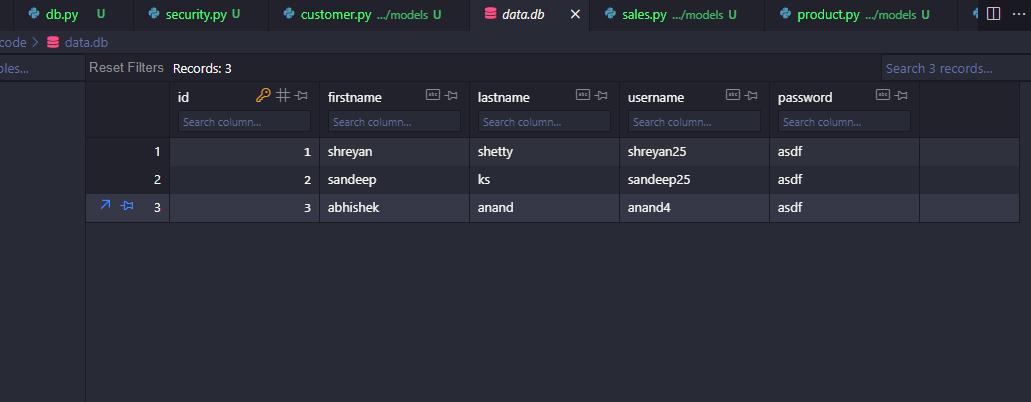 db.py U security.py U customer.py .../models U data.db sales.py .../models U product.py .../models U
code > data.db
bles... Reset Filters Records: 3 Search 3 records...
id firstname lastname username password
Search column... Search column... Search column... Search column... Search column...
1 1 shreyan shetty shreyan25 asdf
2 2 sandeep ks sandeep25 asdf
3 3 abhishek anand anand4 asdf